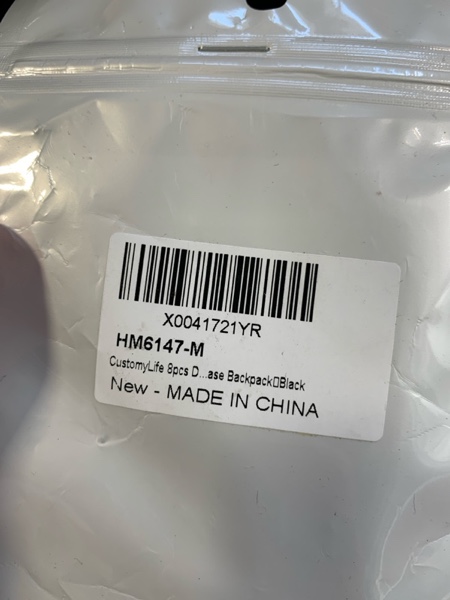 X0041721YR
HM6147-M
CustomyLife 8pcs D...ase Backpack▯Black
New - MADE IN CHINA